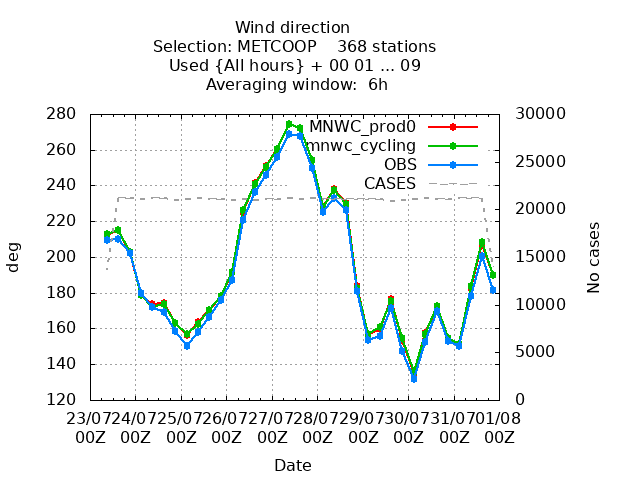 Wind direction
Selection: METCOOP    368 stations
Used {All hours} + 00 01 ... 09
Averaging window:  6h
280
260
240
220
200
180
160
140
120
deg
MNWC_prod0
mnwc_cycling
OBS
CASES
30000
25000
20000
15000
10000
5000
0
No cases
23/07 24/07 25/07 26/07 27/07 28/07 29/07 30/07 31/07 01/08
00Z 00Z 00Z 00Z 00Z 00Z 00Z 00Z 00Z 00Z
Date